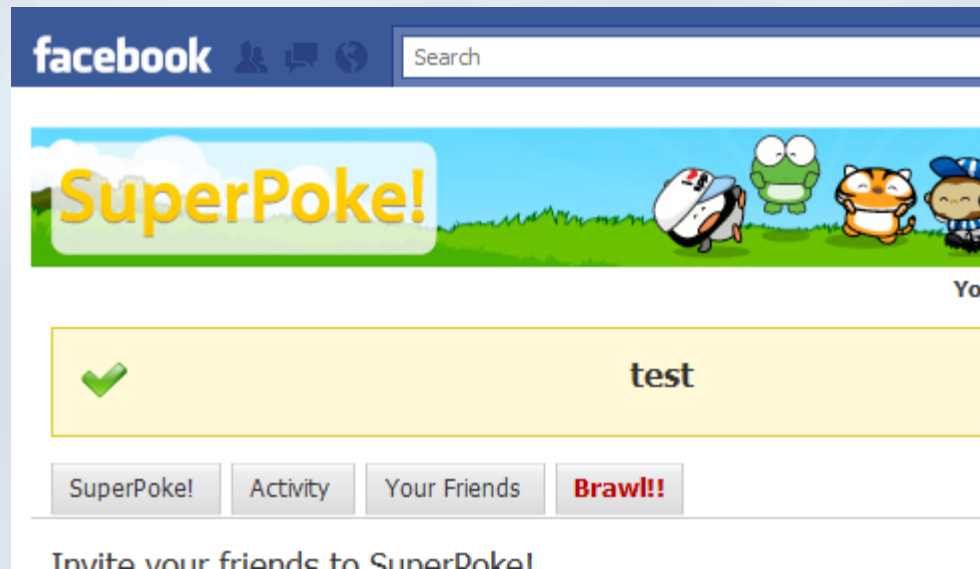 facebook Search
SuperPoke!
Yo
test
SuperPoke! Activity Your Friends Brawl!!
Invite your friends to SuperPoke!